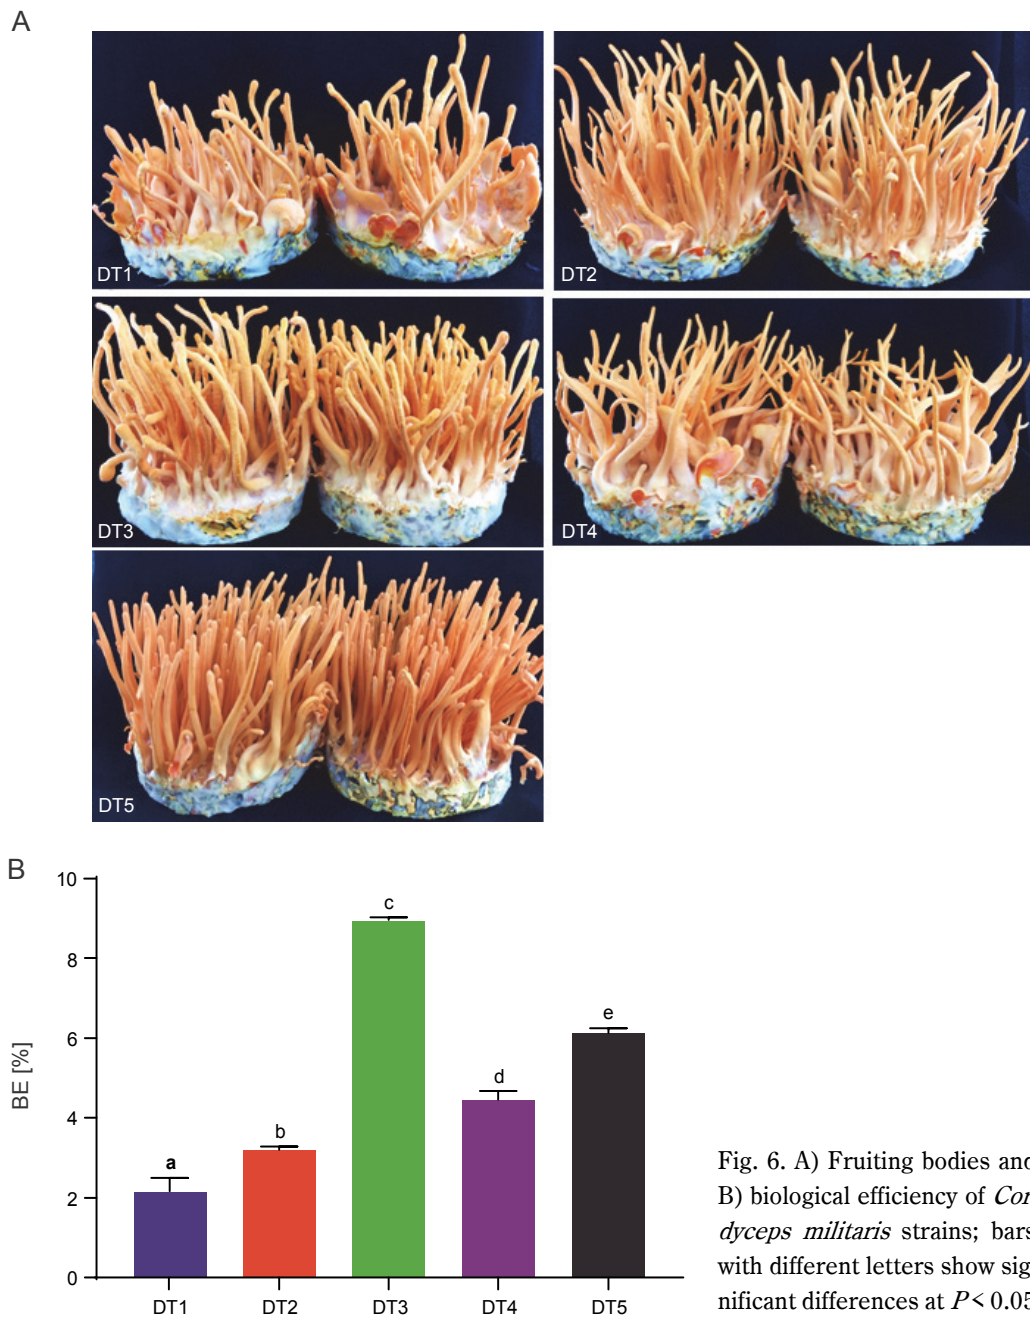 A
DT1
DT2
DT3
DT4
DT5
B
10
8
6
4
2
0
BE [%]
a
b
c
d
e
DT1 DT2 DT3 DT4 DT5
Fig. 6. A) Fruiting bodies and
B) biological efficiency of Cor
dyceps militaris strains; bars
with different letters show sig
nificant differences at P < 0.05